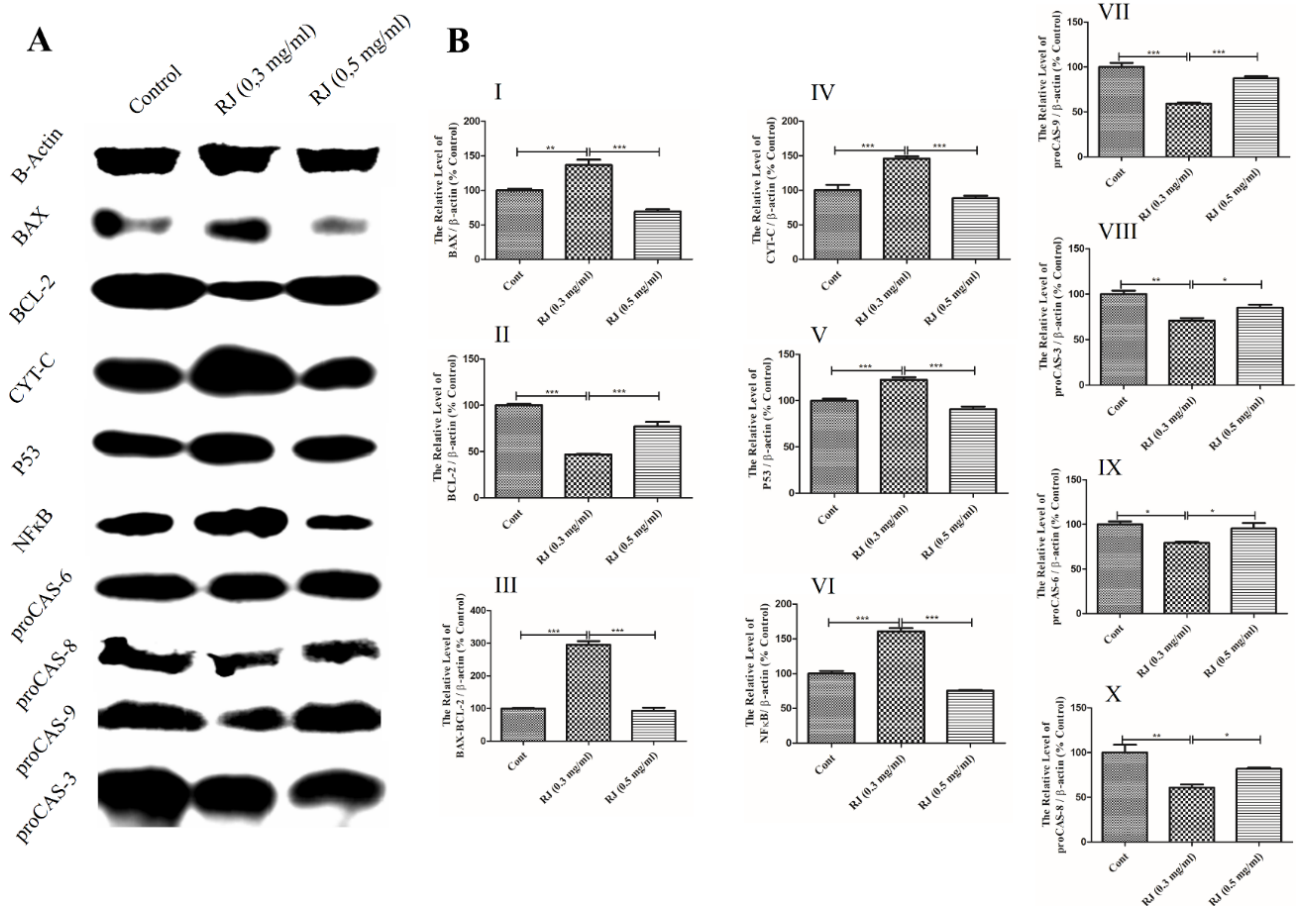 A
Control
RJ (0,3 mg/ml)
RJ (0,5 mg/ml)
B-Actin
BAX
BCL-2
CYT-C
P53
NFκB
proCAS-6
proCAS-8
proCAS-9
proCAS-3
B
I
The Relative Level of
BAX / β-actin (% Control)
200
150
100
50
0
**
***
Cont
RJ (0.3 mg/ml)
RJ (0.5 mg/ml)
II
The Relative Level of
BCL-2 / β-actin (% Control)
150
100
50
0
***
***
Cont
RJ (0.3 mg/ml)
RJ (0.5 mg/ml)
III
The Relative Level of
BAX-BCL-2 / β-actin (% Control)
400
300
200
100
0
***
***
Cont
RJ (0.3 mg/ml)
RJ (0.5 mg/ml)
IV
The Relative Level of
CYT-C / β-actin (% Control)
200
150
100
50
0
***
***
Cont
RJ (0.3 mg/ml)
RJ (0.5 mg/ml)
V
The Relative Level of
P53 / β-actin (% Control)
150
100
50
0
***
***
Cont
RJ (0.3 mg/ml)
RJ (0.5 mg/ml)
VI
The Relative Level of
NFκB/ β-actin (% Control)
200
150
100
50
0
***
***
Cont
RJ (0.3 mg/ml)
RJ (0.5 mg/ml)
VII
The Relative Level of
proCAS-9 / β-actin (% Control)
150
100
50
0
***
***
Cont
RJ (0.3 mg/ml)
RJ (0.5 mg/ml)
VIII
The Relative Level of
proCAS-3 / β-actin (% Control)
150
100
50
0
**
*
Cont
RJ (0.3 mg/ml)
RJ (0.5 mg/ml)
IX
The Relative Level of
proCAS-6 / β-actin (% Control)
150
100
50
0
*
*
Cont
RJ (0.3 mg/ml)
RJ (0.5 mg/ml)
X
The Relative Level of
proCAS-8 / β-actin (% Control)
150
100
50
0
**
*
Cont
RJ (0.3 mg/ml)
RJ (0.5 mg/ml)